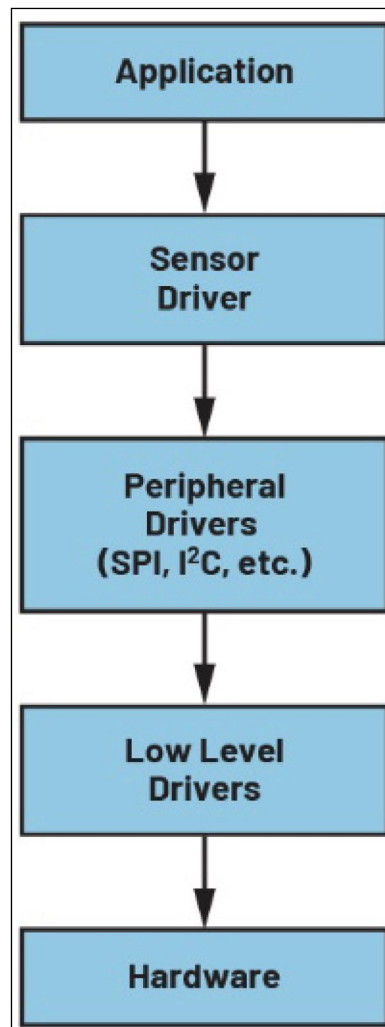 Application
Sensor
Driver
Peripheral
Drivers
(SPI, I²C, etc.)
Low Level
Drivers
Hardware